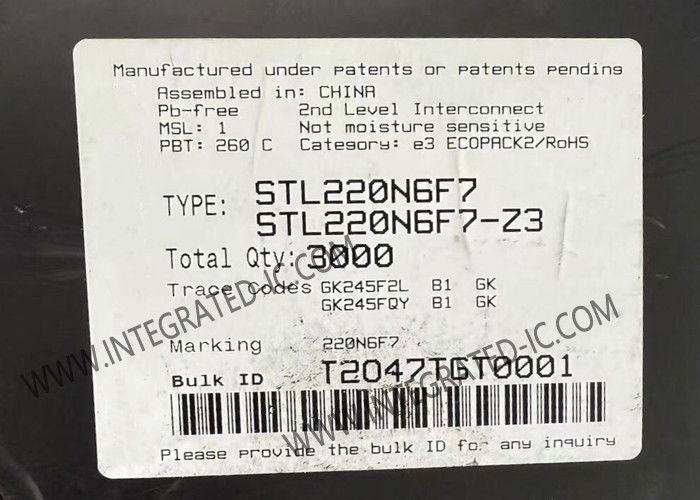 Manufactured under patents or patents pending
Assembled in: CHINA
Pb-free 2nd Level Interconnect
MSL: 1 Not moisture sensitive
PBT: 260 C Category: e3 ECOPACK2/RoHS
TYPE: STL220N6F7
STL220N6F7-Z3
Total Qty: 3000
Trace Codes GK245F2L B1 GK
GK245FQY B1 GK
Marking 220N6F7
Bulk ID T2047TGT0001
Please provide the bulk ID for any inquiry
WWW.INTEGRATED-IC.COM
WWW.INTEGRATED-IC.COM